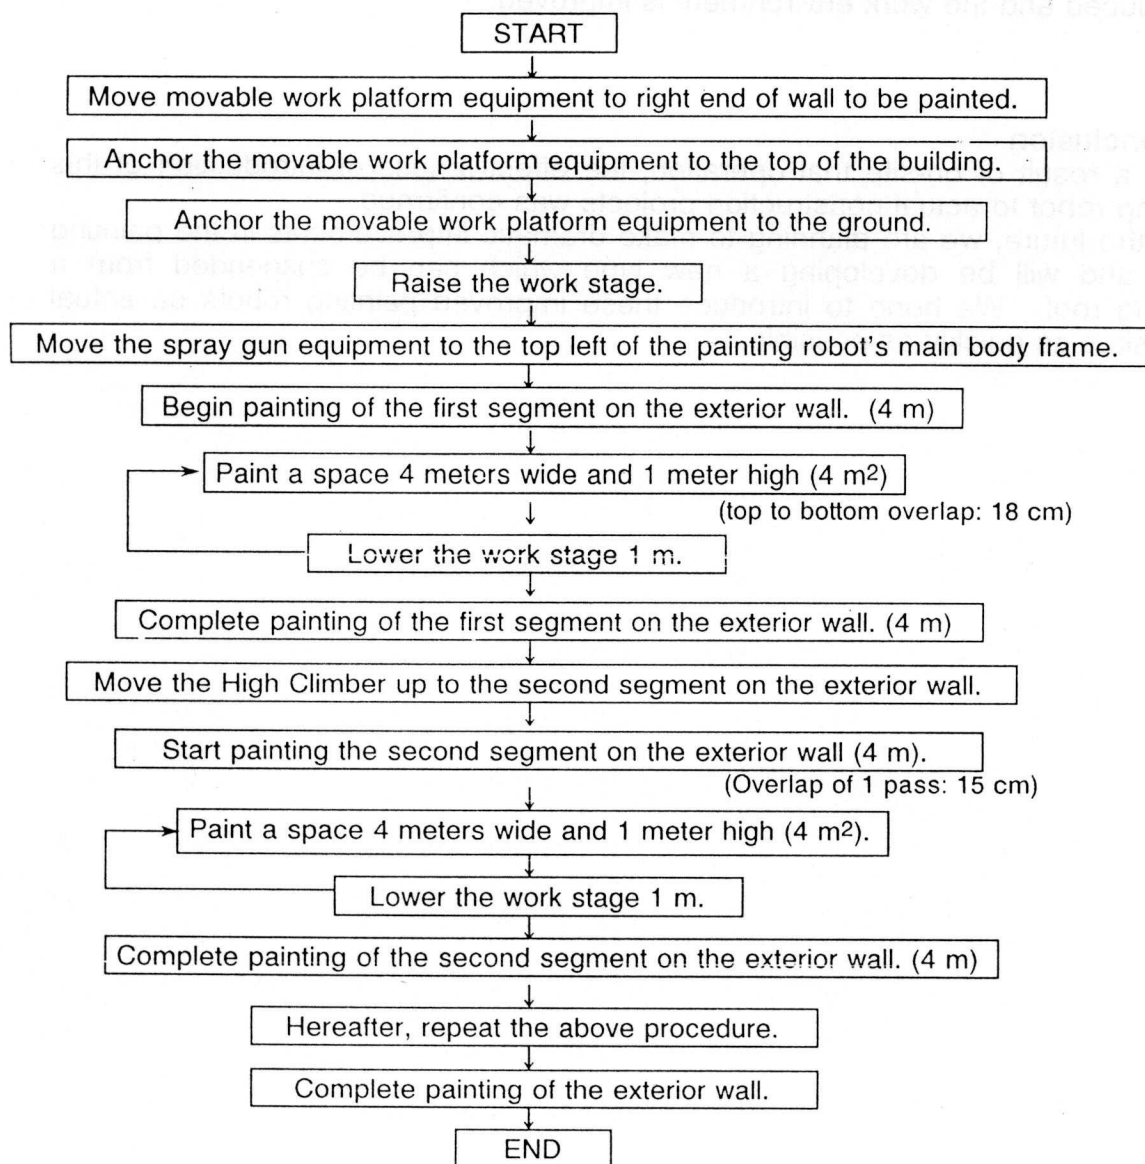 START
Move movable work platform equipment to right end of wall to be painted.
Anchor the movable work platform equipment to the top of the building.
Anchor the movable work platform equipment to the ground.
Raise the work stage.
Move the spray gun equipment to the top left of the painting robot's main body frame.
Begin painting of the first segment on the exterior wall. (4 m)
Paint a space 4 meters wide and 1 meter high (4 m²)
(top to bottom overlap: 18 cm)
Lower the work stage 1 m.
Complete painting of the first segment on the exterior wall. (4 m)
Move the High Climber up to the second segment on the exterior wall.
Start painting the second segment on the exterior wall (4 m).
(Overlap of 1 pass: 15 cm)
Paint a space 4 meters wide and 1 meter high (4 m²).
Lower the work stage 1 m.
Complete painting of the second segment on the exterior wall. (4 m)
Hereafter, repeat the above procedure.
Complete painting of the exterior wall.
END